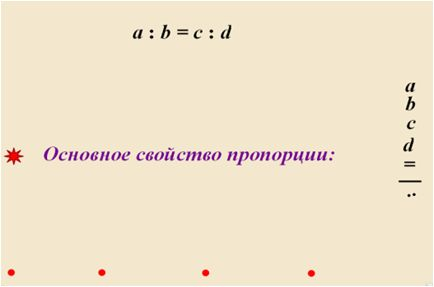 a : b = c : d
a
b
c
d
=
—
..
Основное свойство пропорции: